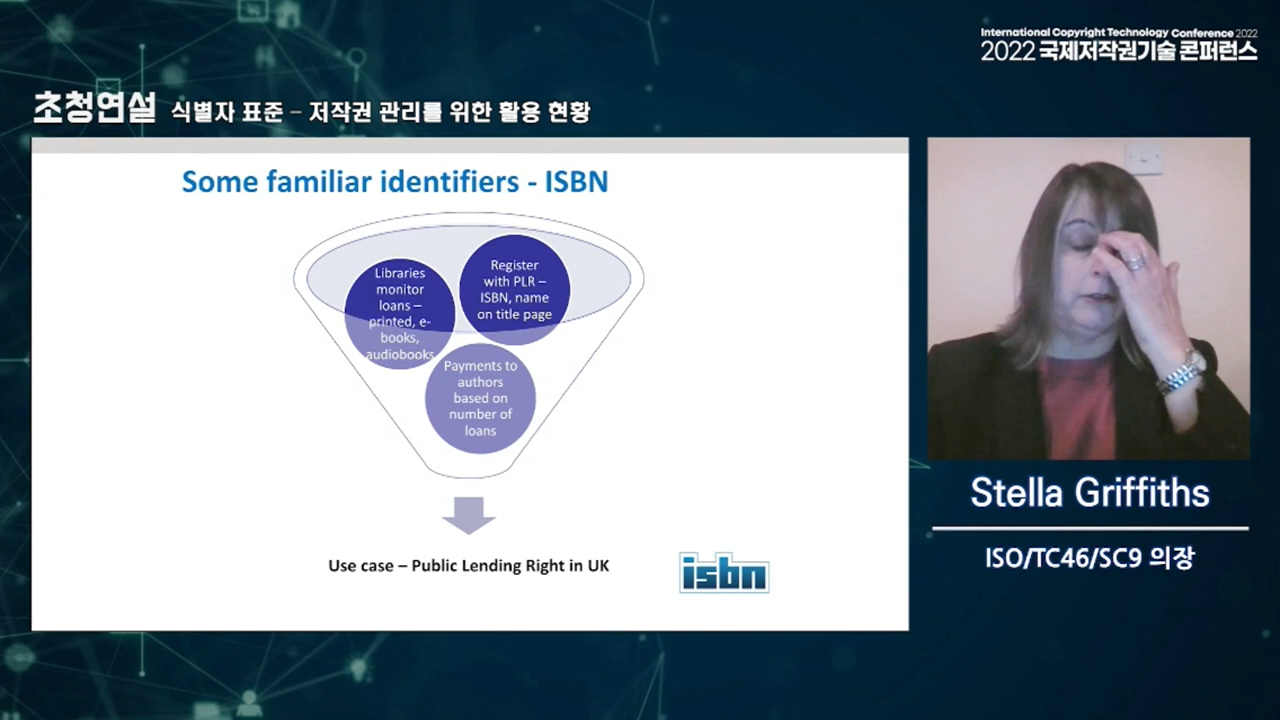 International Copyright Technology Conference 2022
2022 국제저작권기술 콘퍼런스
초청연설 식별자 표준 – 저작권 관리를 위한 활용 현황
Some familiar identifiers - ISBN
Libraries
monitor
loans –
printed, e-
books,
audiobooks
Register
with PLR –
ISBN, name
on title page
Payments to
authors
based on
number of
loans
Use case – Public Lending Right in UK
isbn
Stella Griffiths
ISO/TC46/SC9 의장